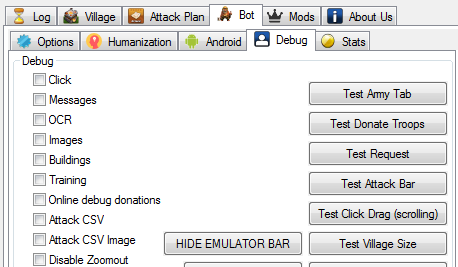 Log Village Attack Plan Bot Mods About Us
Options Humanization Android Debug Stats
Debug
Click
Messages
Test Army Tab
OCR
Test Donate Troops
Images
Buildings
Test Request
Training
Test Attack Bar
Online debug donations
Attack CSV
Test Click Drag (scrolling)
Attack CSV Image
HIDE EMULATOR BAR
Test Village Size
Disable Zoomout